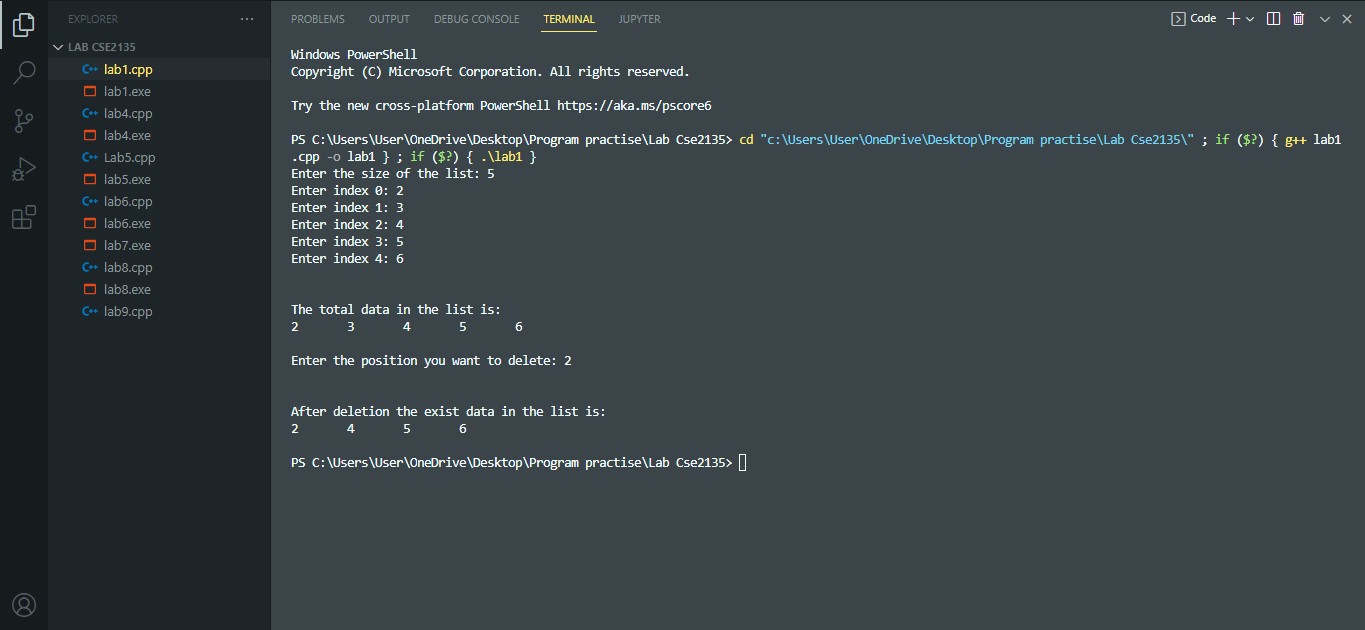 EXPLORER
LAB CSE2135
lab1.cpp
lab1.exe
lab4.cpp
lab4.exe
Lab5.cpp
lab5.exe
lab6.cpp
lab6.exe
lab7.exe
lab8.cpp
lab8.exe
lab9.cpp
PROBLEMS OUTPUT DEBUG CONSOLE TERMINAL JUPYTER Code
Windows PowerShell
Copyright (C) Microsoft Corporation. All rights reserved.
Try the new cross-platform PowerShell https://aka.ms/pscore6
PS C:\Users\User\OneDrive\Desktop\Program practise\Lab Cse2135> cd "c:\Users\User\OneDrive\Desktop\Program practise\Lab Cse2135\" ; if ($?) { g++ lab1
.cpp -o lab1 } ; if ($?) { .\lab1 }
Enter the size of the list: 5
Enter index 0: 2
Enter index 1: 3
Enter index 2: 4
Enter index 3: 5
Enter index 4: 6
The total data in the list is:
2 3 4 5 6
Enter the position you want to delete: 2
After deletion the exist data in the list is:
2 4 5 6
PS C:\Users\User\OneDrive\Desktop\Program practise\Lab Cse2135>